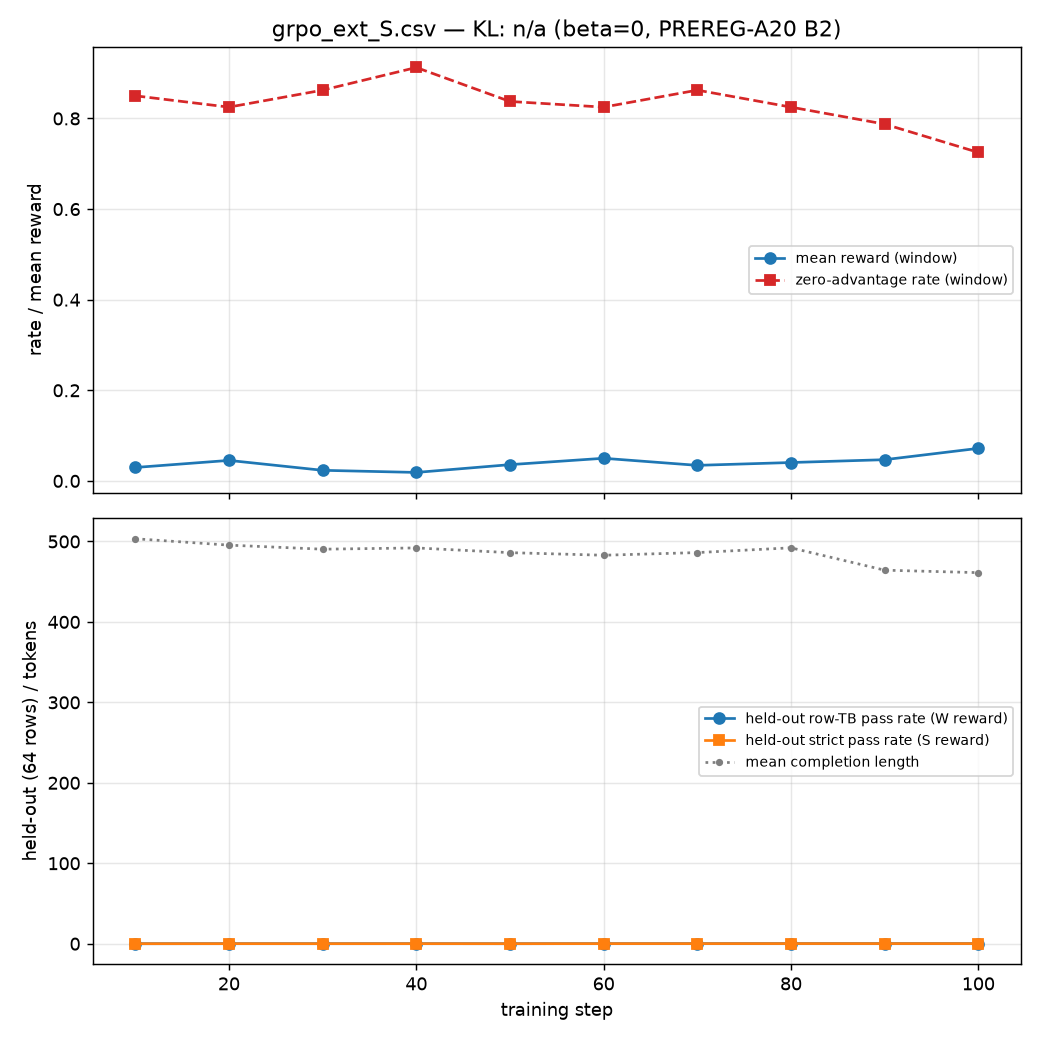 grpo_ext_S.csv — KL: n/a (beta=0, PREREG-A20 B2)
rate / mean reward
0.8
0.6
0.4
0.2
0.0
mean reward (window)
zero-advantage rate (window)
held-out (64 rows) / tokens
500
400
300
200
100
0
held-out row-TB pass rate (W reward)
held-out strict pass rate (S reward)
mean completion length
20 40 60 80 100
training step